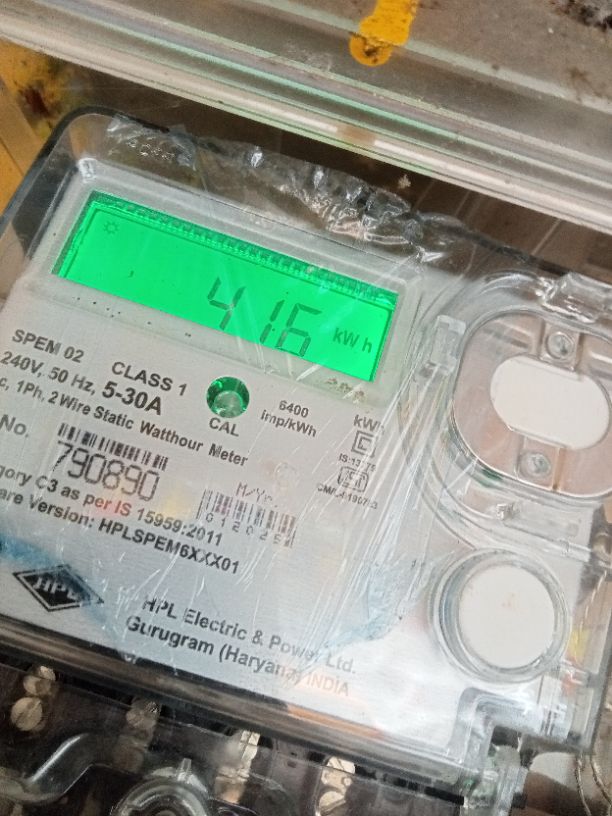 416 kWh
SPEM 02 CLASS 1
240V, 50 Hz, 5-30A
CAL
6400
imp/kWh
kWh
c, 1Ph, 2 Wire Static Watthour Meter
No.
790890
gory C3 as per IS 15959:2011
are Version: HPLSPEM6XXX01
HPL
HPL Electric & Power Ltd.
Gurugram (Haryana) INDIA